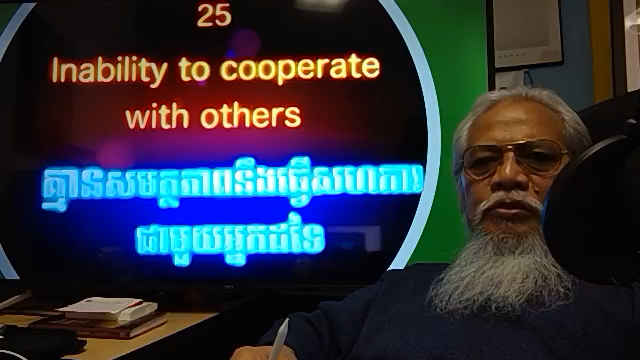 25
Inability to cooperate
with others
គ្មានសមត្ថភាពនឹងធ្វើសហការ
ជាមួយអ្នកដទៃ